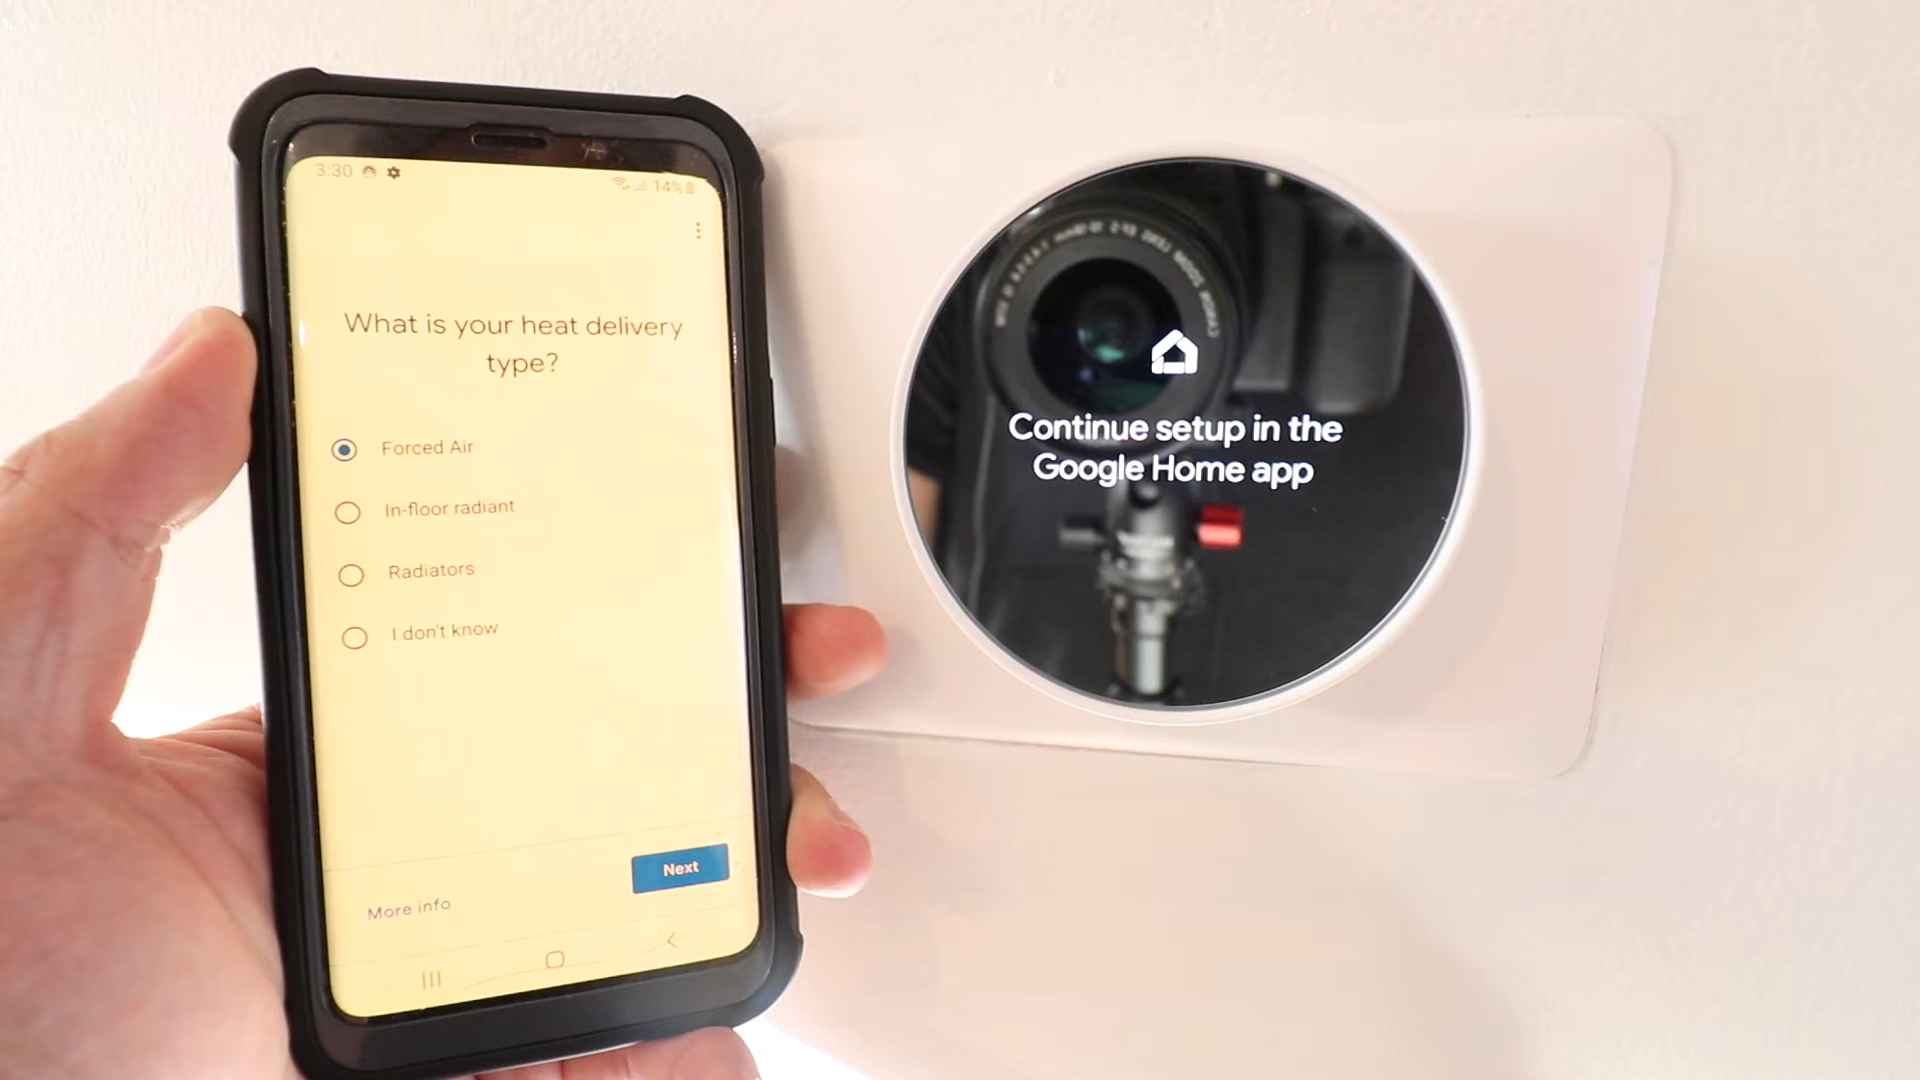 3:30
14%
What is your heat delivery
type?
Forced Air
In-floor radiant
Radiators
I don't know
Next
More info
Continue setup in the
Google Home app